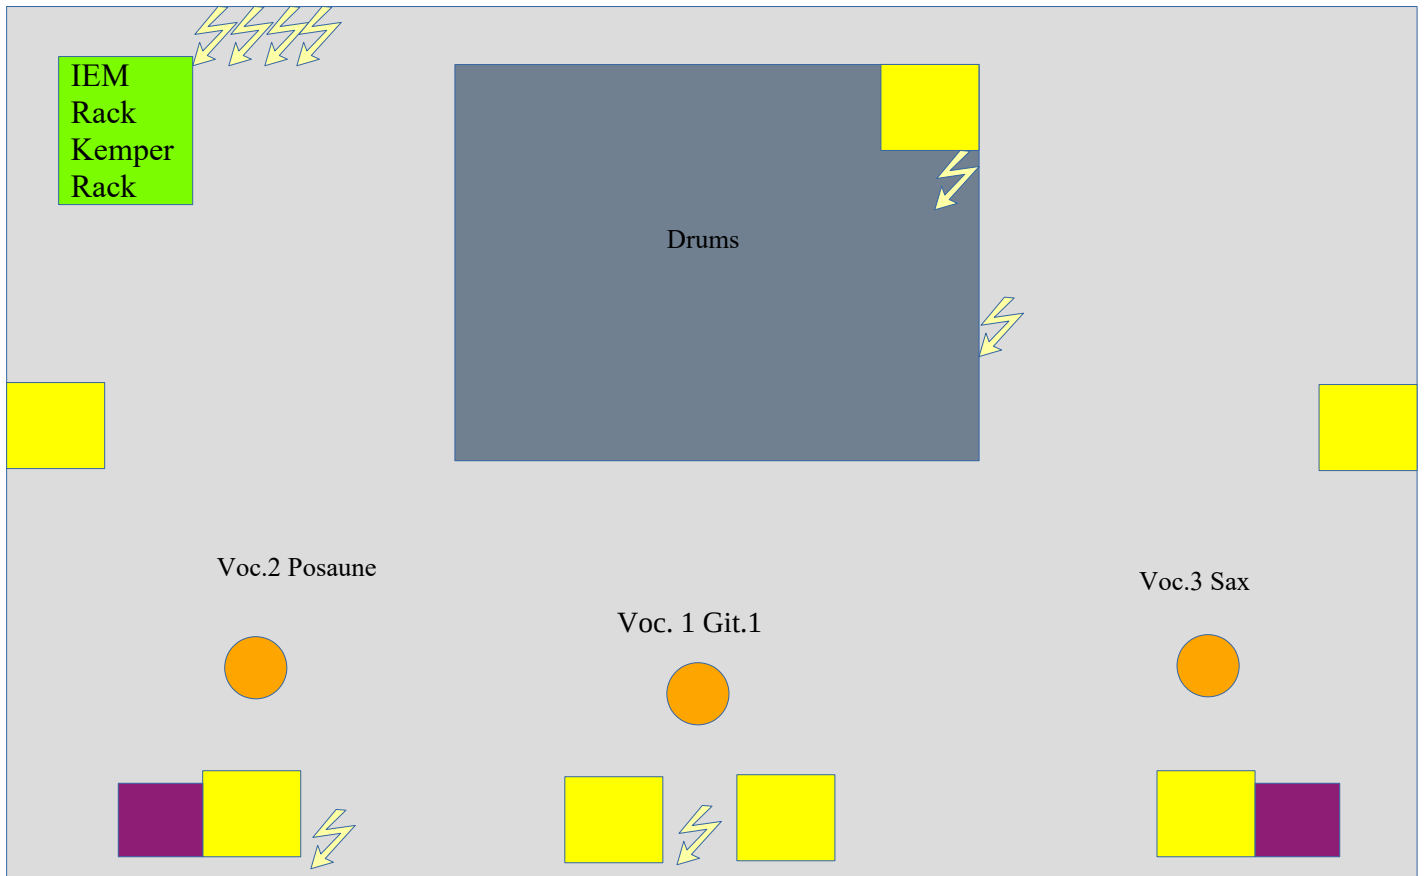 IEM
Rack
Kemper
Rack
Drums
Voc.2 Posaune
Voc. 1 Git.1
Voc.3 Sax